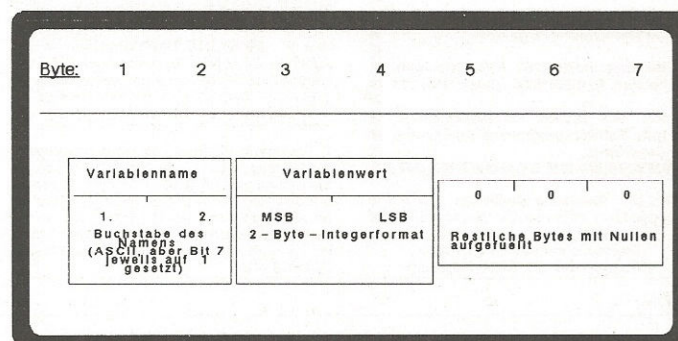 Byte: 1 2 3 4 5 6 7
Variablenname
1. 2.
Buchstabe des
Namens
(ASCII, aber Bit 7
jeweils auf 1
gesetzt)
Variablenwert
MSB LSB
2-Byte-Integerformat
0 0 0
Restliche Bytes mit Nullen
aufgefuellt